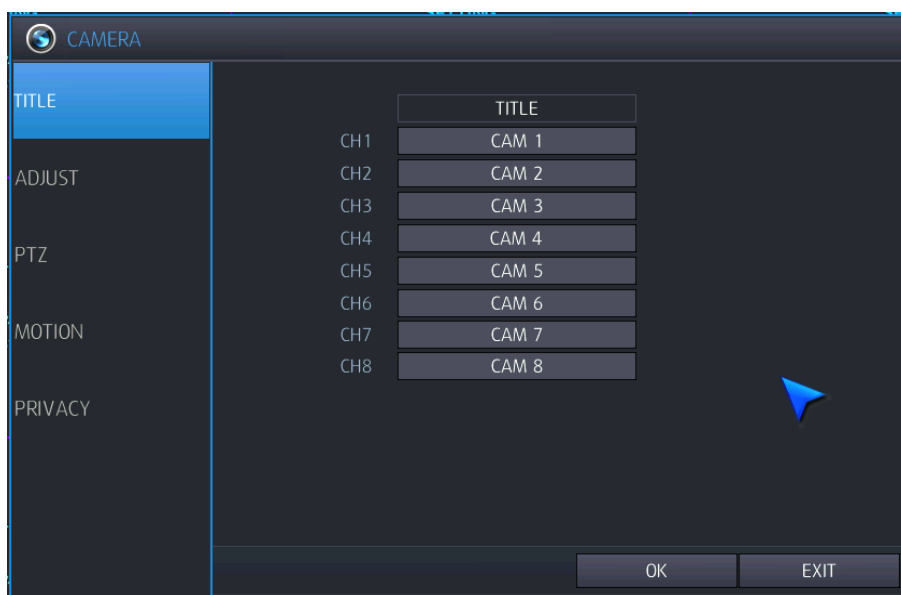 CAMERA
TITLE
ADJUST
PTZ
MOTION
PRIVACY
TITLE
CH1 CAM 1
CH2 CAM 2
CH3 CAM 3
CH4 CAM 4
CH5 CAM 5
CH6 CAM 6
CH7 CAM 7
CH8 CAM 8
OK EXIT